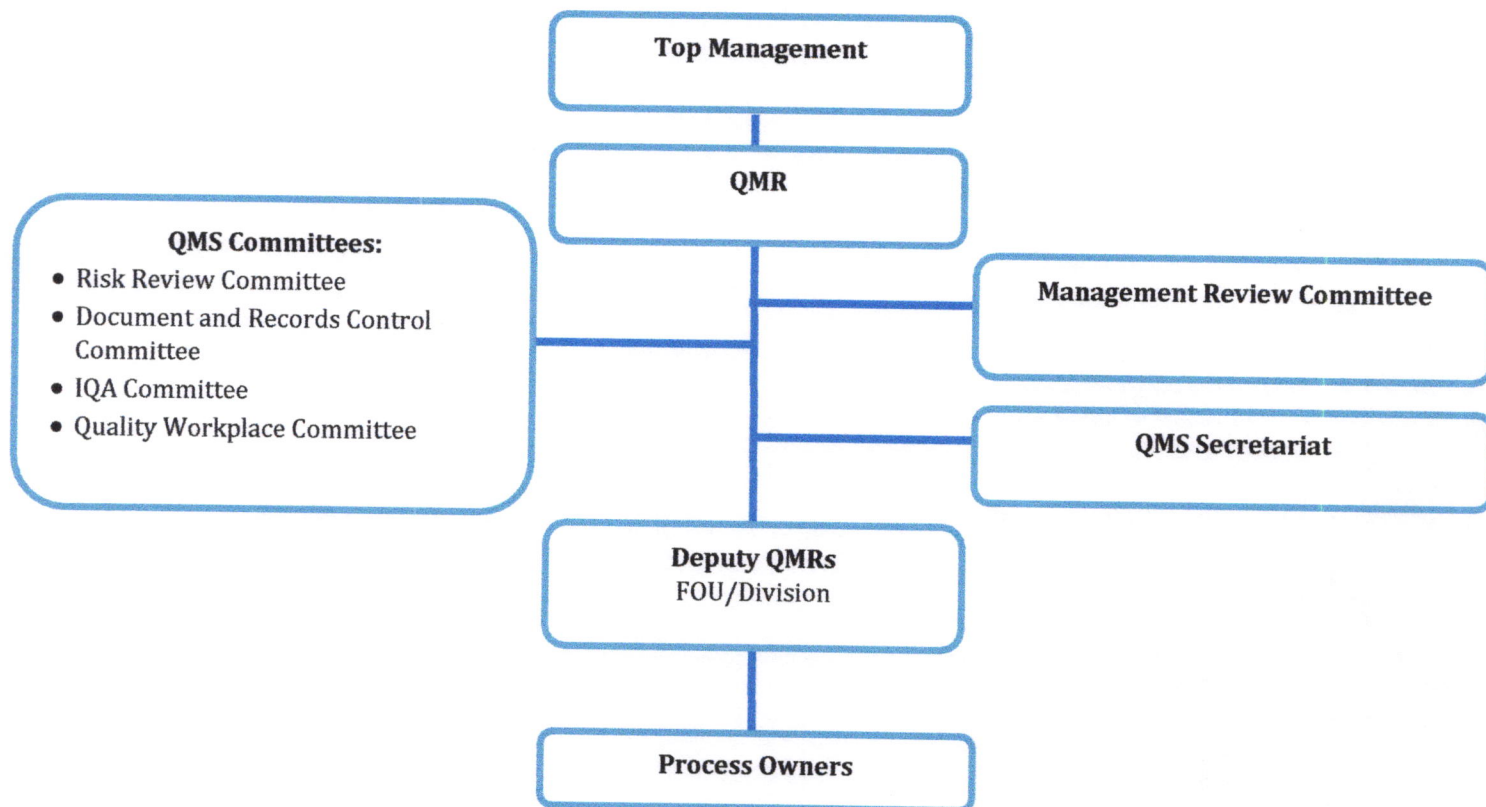 Top Management
QMR
QMS Committees:
• Risk Review Committee
• Document and Records Control
Committee
• IQA Committee
• Quality Workplace Committee
Management Review Committee
QMS Secretariat
Deputy QMRs
FOU/Division
Process Owners